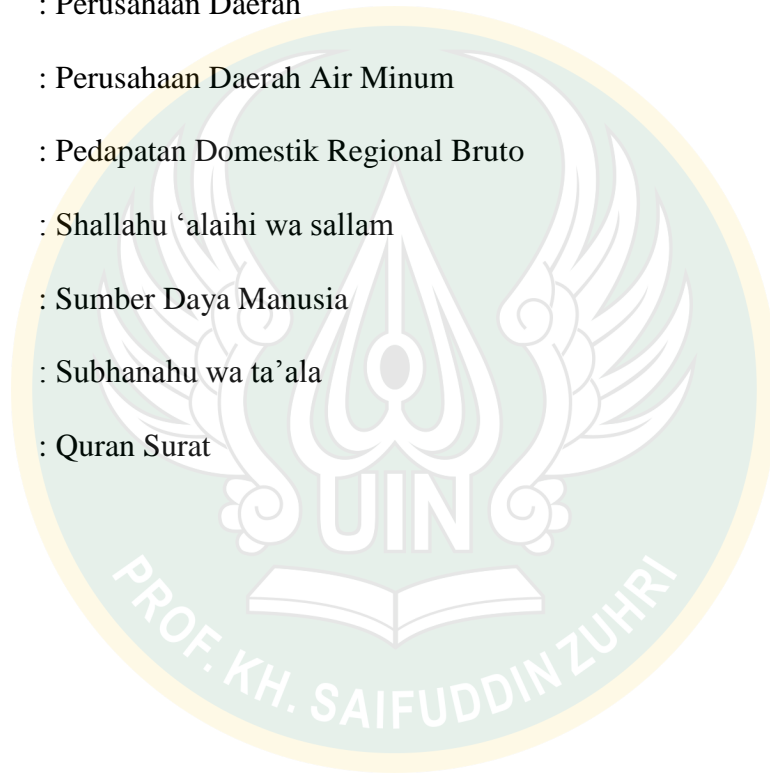 : Perusahaan Daerah
: Perusahaan Daerah Air Minum
: Pedapatan Domestik Regional Bruto
: Shallahu ‘alaihi wa sallam
: Sumber Daya Manusia
: Subhanahu wa ta’ala
: Quran Surat
UIN
PROF. KH. SAIFUDDIN ZUHRI